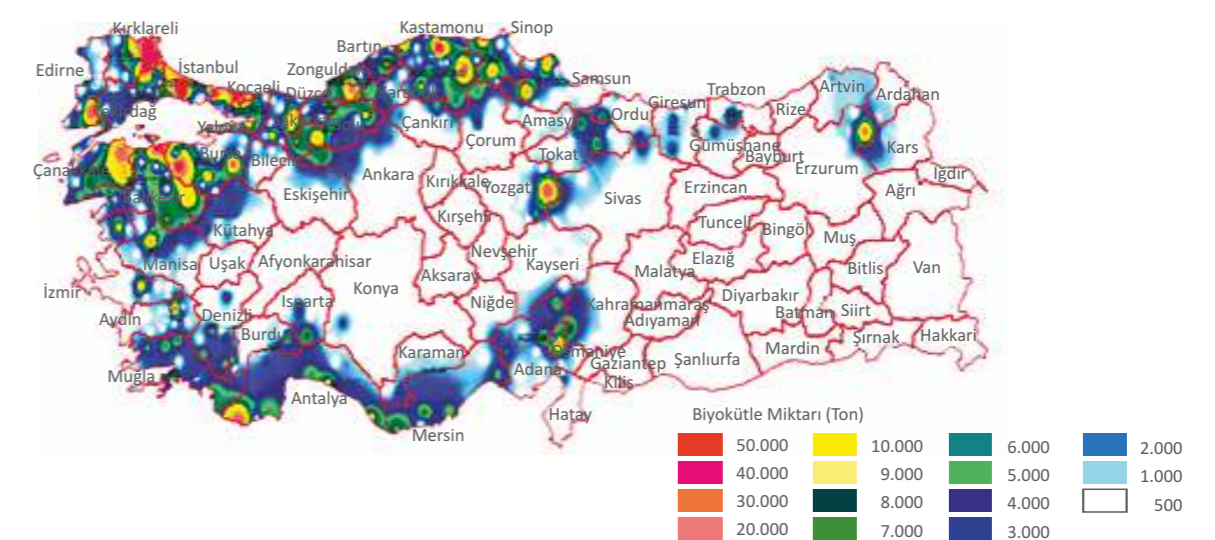 Kırklareli
Kastamonu
Sinop
Bartın
Edirne
İstanbul
Zonguldak
Samsun
Kocaeli
Düzce
Trabzon
Artvin
Ardahan
Giresun
Rize
Tekirdağ
Yalova
Bolu
Çankırı
Amasya
Ordu
Çorum
Gümüşhane
Kars
Bayburt
Çanakkale
Bursa
Bilecik
Tokat
Erzurum
Iğdır
Ankara
Kırıkkale
Yozgat
Erzincan
Ağrı
Eskişehir
Sivas
Balıkesir
Kırşehir
Tunceli
Bingöl
Muş
Kütahya
Nevşehir
Manisa
Uşak
Afyonkarahisar
Kayseri
Elazığ
Bitlis
Van
Aksaray
Malatya
İzmir
Konya
Isparta
Niğde
Kahramanmaraş
Diyarbakır
Aydın
Denizli
Adıyaman
Batman
Siirt
Burdur
Şırnak
Hakkari
Karaman
Osmaniye
Mardin
Muğla
Adana
Gaziantep
Şanlıurfa
Kilis
Antalya
Hatay
Mersin
Biyokütle Miktarı (Ton)
50.000 10.000 6.000 2.000
40.000 9.000 5.000 1.000
30.000 8.000 4.000 500
20.000 7.000 3.000